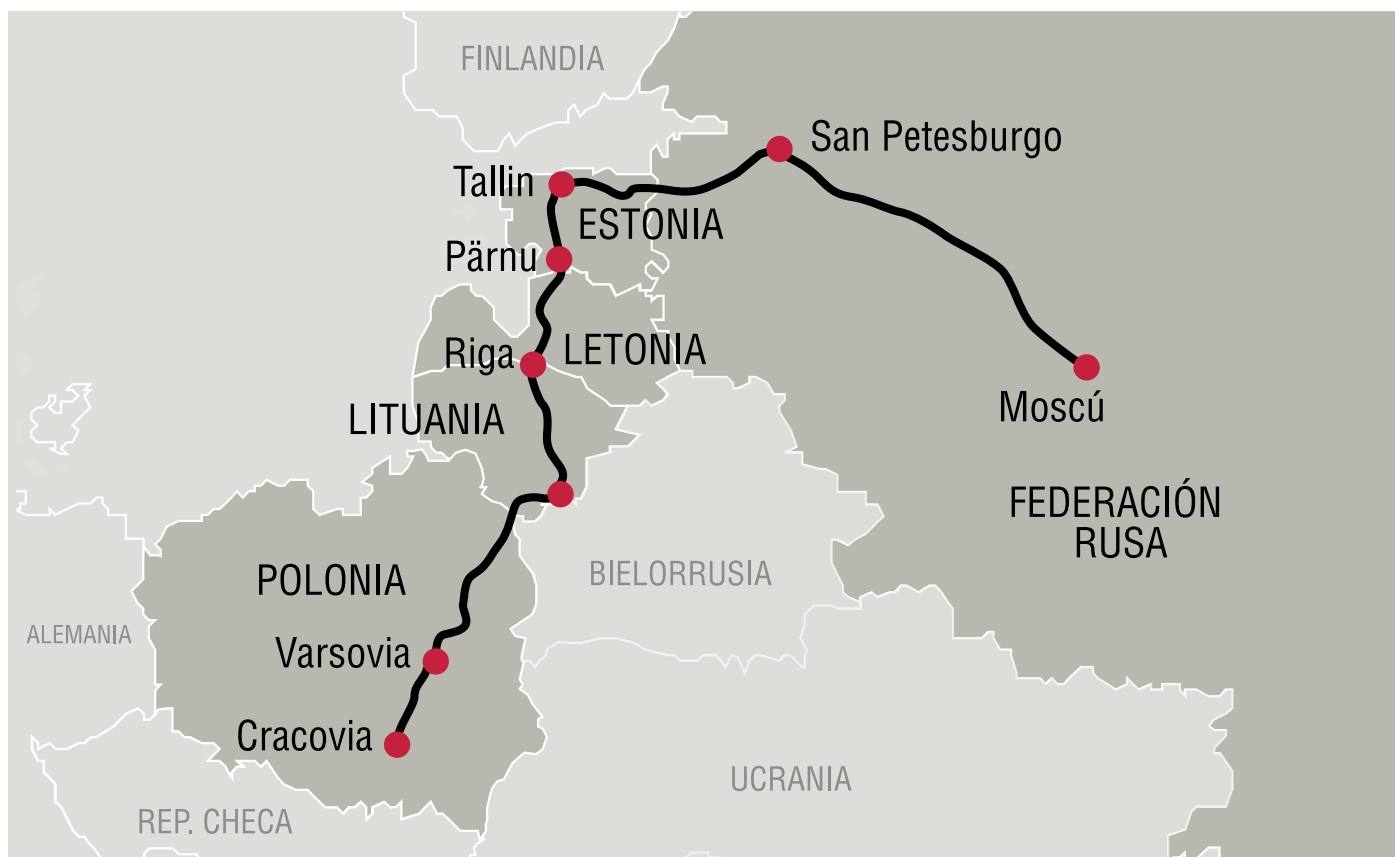 FINLANDIA
San Petesburgo
Tallin
ESTONIA
Pärnu
Riga
LETONIA
Moscú
LITUANIA
FEDERACIÓN
RUSA
POLONIA
BIELORRUSIA
ALEMANIA
Varsovia
Cracovia
UCRANIA
REP. CHECA